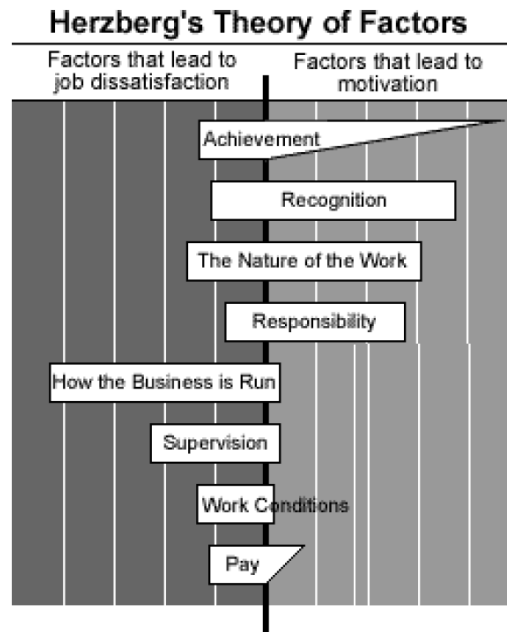 Herzberg's Theory of Factors
Factors that lead to
job dissatisfaction
Factors that lead to
motivation
Achievement
Recognition
The Nature of the Work
Responsibility
How the Business is Run
Supervision
Work Conditions
Pay